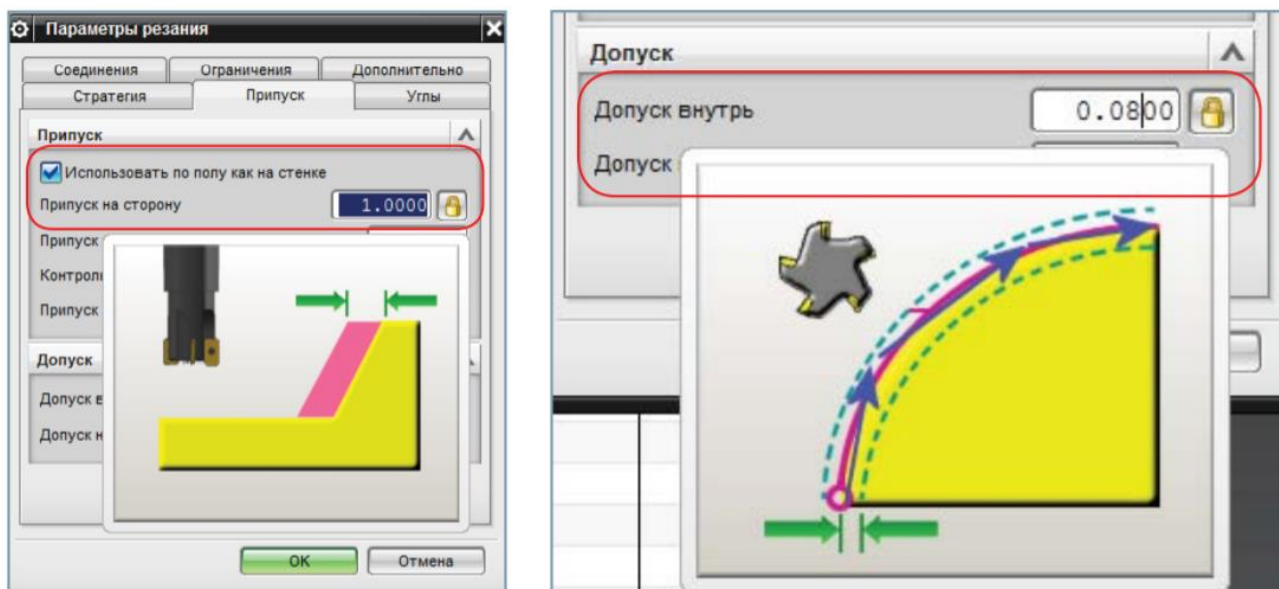 Параметры резания
Соединения Ограничения Дополнительно
Стратегия Припуск Углы
Припуск
Использовать по полу как на стенке
Припуск на сторону 1.0000
Припуск
Контрол
Припуск
Допуск
Допуск в
Допуск н
OK Отмена
Допуск
Допуск внутрь 0.0800
Допуск